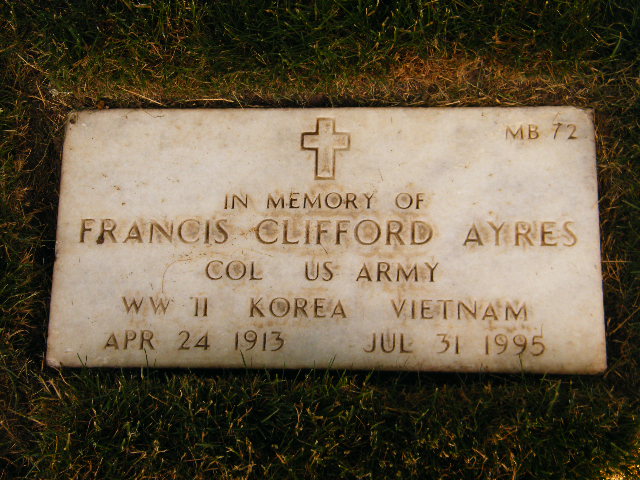 MB 72
IN MEMORY OF
FRANCIS CLIFFORD AYRES
COL US ARMY
WW II KOREA VIETNAM
APR 24 1913 JUL 31 1995